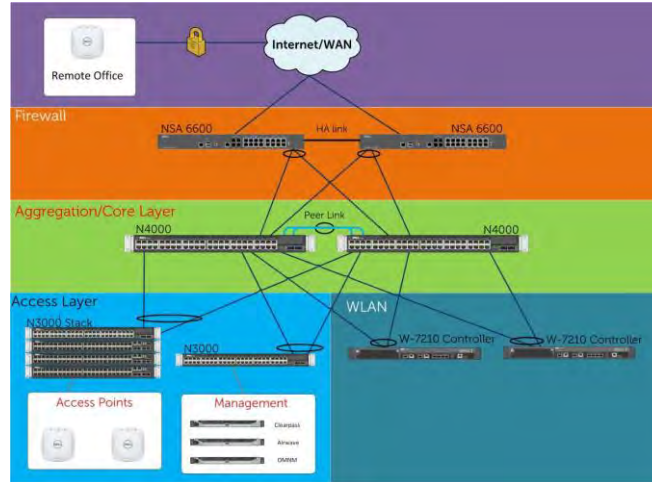 Internet/WAN
Remote Office
Firewall
NSA 6600
HA link
NSA 6600
Aggregation/Core Layer
Peer Link
N4000
N4000
Access Layer
WLAN
N3000 Stack
N3000
W-7210 Controller
W-7210 Controller
Access Points
Management
Clearpass
Airwave
OMNM